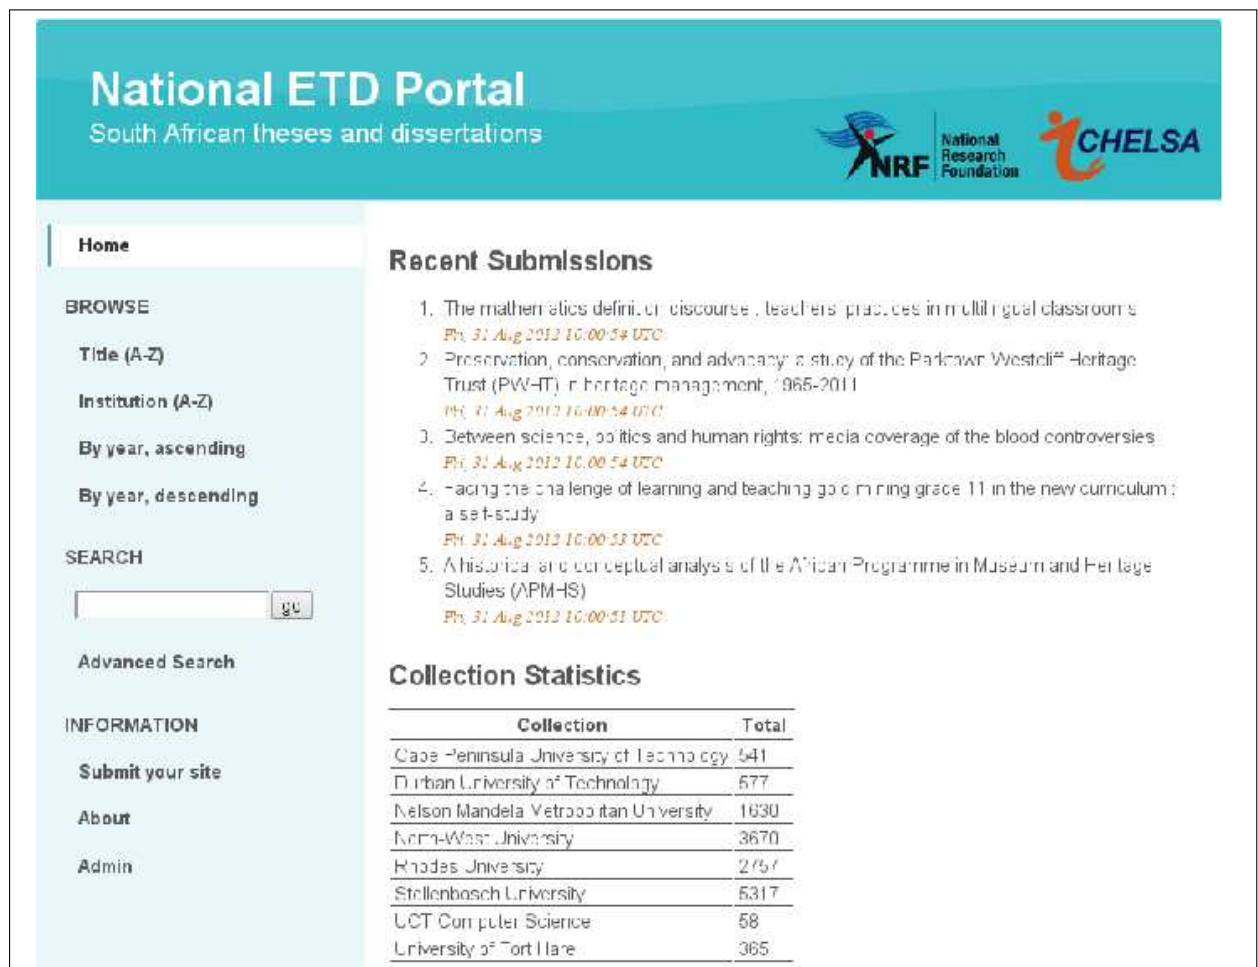 National ETD Portal
South African theses and dissertations
NRF
National
Research
Foundation
CHELSA
Home
BROWSE
Title (A-Z)
Institution (A-Z)
By year, ascending
By year, descending
SEARCH
go
Advanced Search
INFORMATION
Submit your site
About
Admin
Recent Submissions
1. The mathematics definition discourse : teachers' practices in multilingual classrooms
Fri, 31 Aug 2012 10:00:54 UTC
2. Preservation, conservation, and advocacy: a study of the Parktown Westcliff Heritage
Trust (PWHT) in heritage management, 1965-2011
Fri, 31 Aug 2012 10:00:54 UTC
3. Between science, politics and human rights: media coverage of the blood controversies
Fri, 31 Aug 2012 10:00:54 UTC
4. Facing the challenge of learning and teaching gold mining grade 11 in the new curriculum :
a self-study
Fri, 31 Aug 2012 10:00:53 UTC
5. A historical and conceptual analysis of the African Programme in Museum and Heritage
Studies (APMHS)
Fri, 31 Aug 2012 10:00:51 UTC
Collection Statistics
Collection Total
Cape Peninsula University of Technology 541
Durban University of Technology 577
Nelson Mandela Metropolitan University 1630
North-West University 3670
Rhodes University 2757
Stellenbosch University 5317
UCT Computer Science 58
University of Fort Hare 365